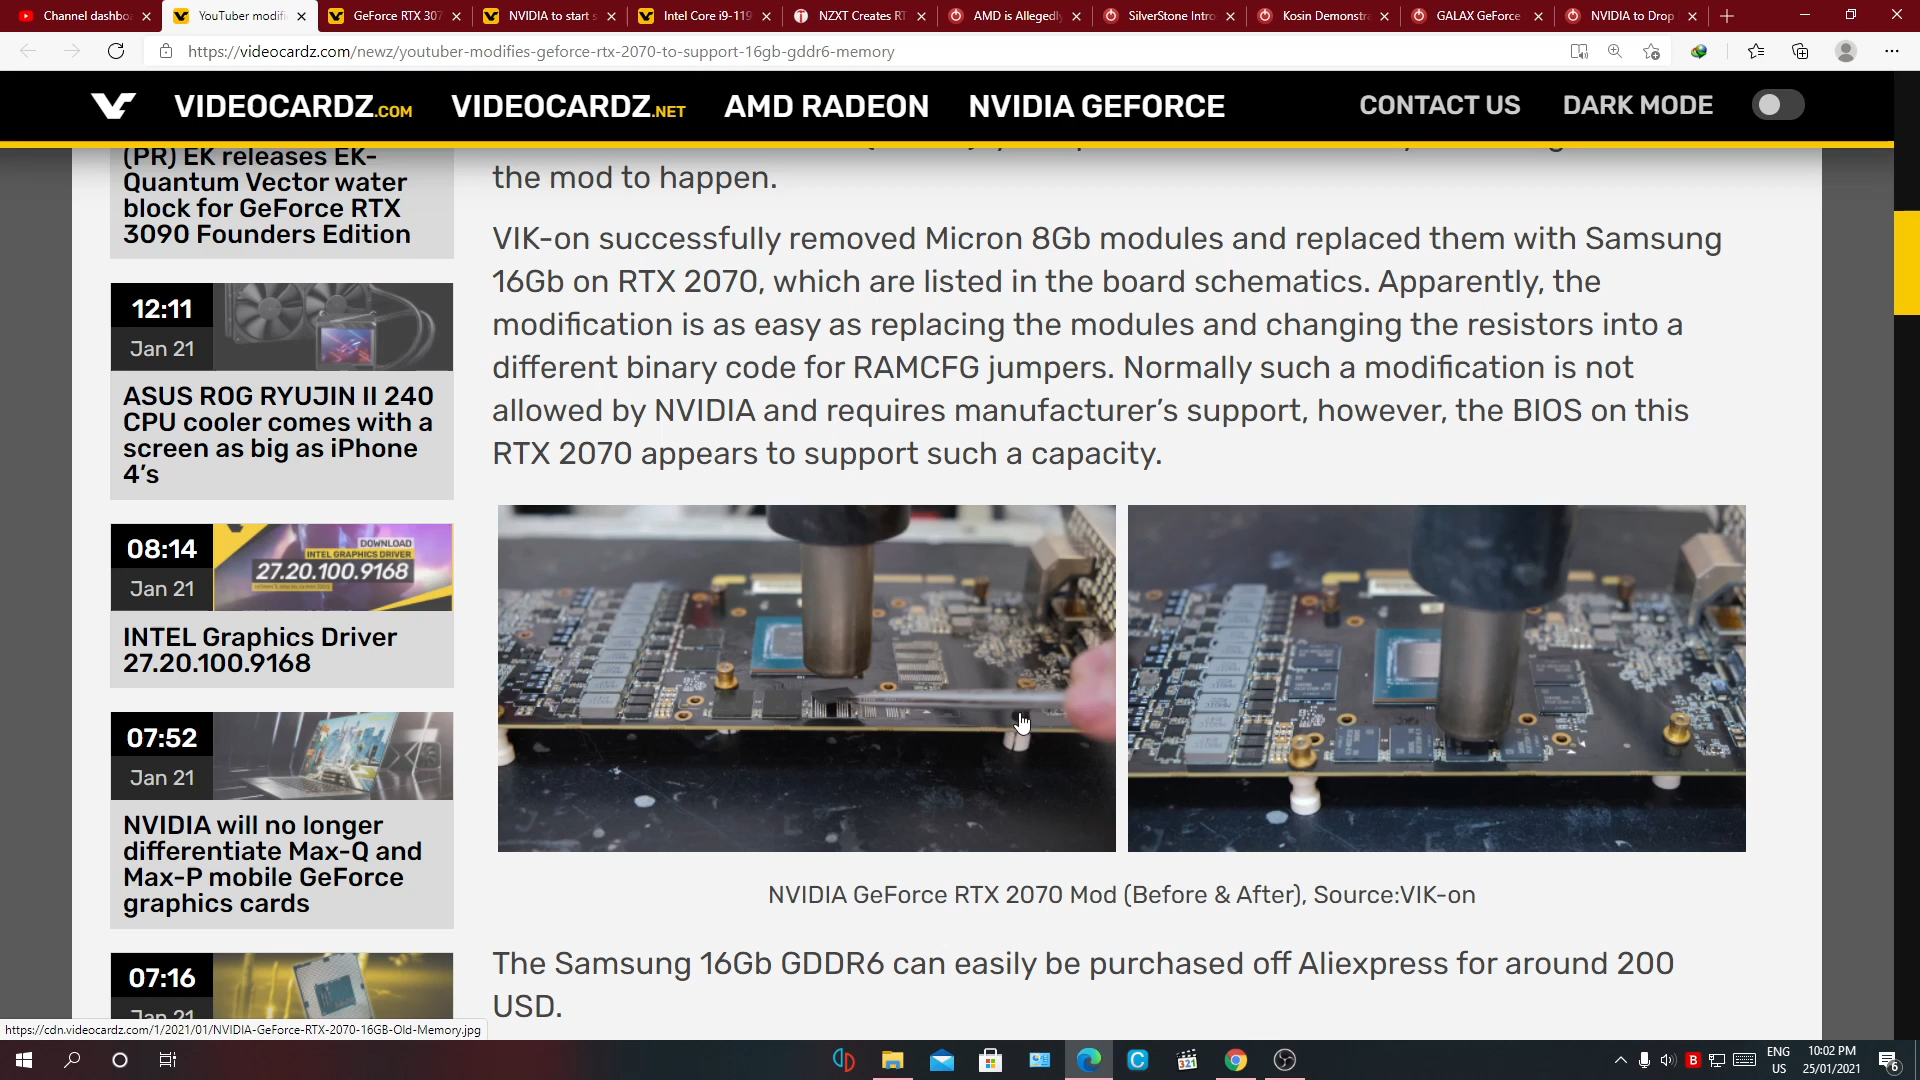 Channel dashbo
YouTuber modifi
GeForce RTX 307
NVIDIA to start s
Intel Core i9-119
NZXT Creates RT
AMD is Allegedl
SilverStone Intro
Kosin Demonstra
GALAX GeForce
NVIDIA to Drop
https://videocardz.com/newz/youtuber-modifies-geforce-rtx-2070-to-support-16gb-gddr6-memory
VIDEOCARDZ.COM VIDEOCARDZ.NET AMD RADEON NVIDIA GEFORCE CONTACT US DARK MODE
(PR) EK releases EK-
Quantum Vector water
block for GeForce RTX
3090 Founders Edition
12:11
Jan 21
ASUS ROG RYUJIN II 240
CPU cooler comes with a
screen as big as iPhone
4's
08:14
Jan 21
DOWNLOAD
INTEL GRAPHICS DRIVER
27.20.100.9168
INTEL Graphics Driver
27.20.100.9168
07:52
Jan 21
NVIDIA will no longer
differentiate Max-Q and
Max-P mobile GeForce
graphics cards
07:16
Jan 21
the mod to happen.
VIK-on successfully removed Micron 8Gb modules and replaced them with Samsung
16Gb on RTX 2070, which are listed in the board schematics. Apparently, the
modification is as easy as replacing the modules and changing the resistors into a
different binary code for RAMCFG jumpers. Normally such a modification is not
allowed by NVIDIA and requires manufacturer's support, however, the BIOS on this
RTX 2070 appears to support such a capacity.
NVIDIA GeForce RTX 2070 Mod (Before & After), Source:VIK-on
The Samsung 16Gb GDDR6 can easily be purchased off Aliexpress for around 200
USD.
https://cdn.videocardz.com/1/2021/01/NVIDIA-GeForce-RTX-2070-16GB-Old-Memory.jpg
321
B
ENG
US
10:02 PM
25/01/2021
6